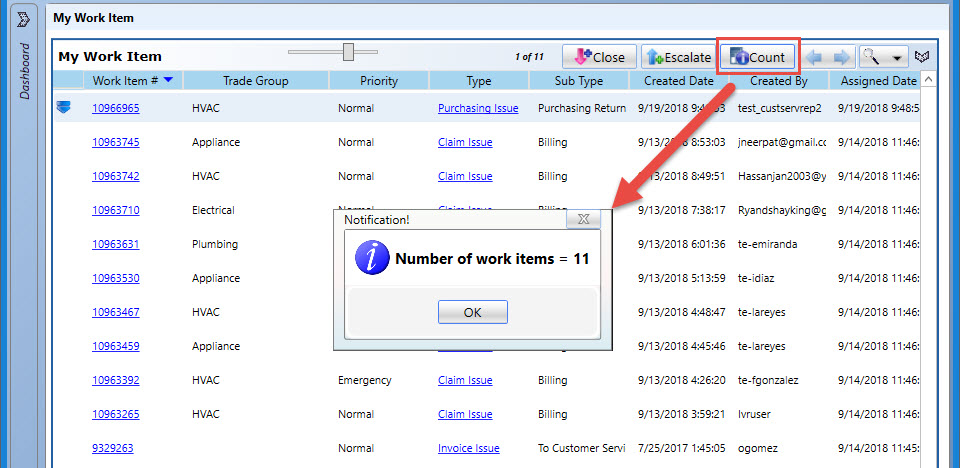 My Work Item
Dashboard
My Work Item 1 of 11 Close Escalate Count
Work Item # Trade Group Priority Type Sub Type Created Date Created By Assigned Date
10966965 HVAC Normal Purchasing Issue Purchasing Return 9/19/2018 test_custservrep2 9/19/2018 9:48:5
10963745 Appliance Normal Claim Issue Billing 9/13/2018 8:53:03 jneerpat@gmail.cc 9/14/2018 11:46:
10963742 HVAC Normal Claim Issue Billing 9/13/2018 8:49:51 Hassanjan2003@y 9/14/2018 11:46:
10963710 Electrical Normal Claim Issue Billing 9/13/2018 7:38:17 Ryandshayking@g 9/14/2018 11:46:
10963631 Plumbing 9/13/2018 6:01:36 te-emiranda 9/14/2018 11:46:
10963530 Appliance 9/13/2018 5:13:59 te-idiaz 9/14/2018 11:46:
10963467 HVAC 9/13/2018 4:48:47 te-lareyes 9/14/2018 11:46:
10963459 Appliance 9/13/2018 4:45:46 te-lareyes 9/14/2018 11:46:
10963392 HVAC Emergency Claim Issue Billing 9/13/2018 4:26:20 te-fgonzalez 9/14/2018 11:46:
10963265 HVAC Normal Claim Issue Billing 9/13/2018 3:59:21 lvruser 9/14/2018 11:46:
9329263 Normal Invoice Issue To Customer Servi 7/25/2017 1:45:05 ogomez 9/14/2018 11:45:
Notification!
Number of work items = 11
OK